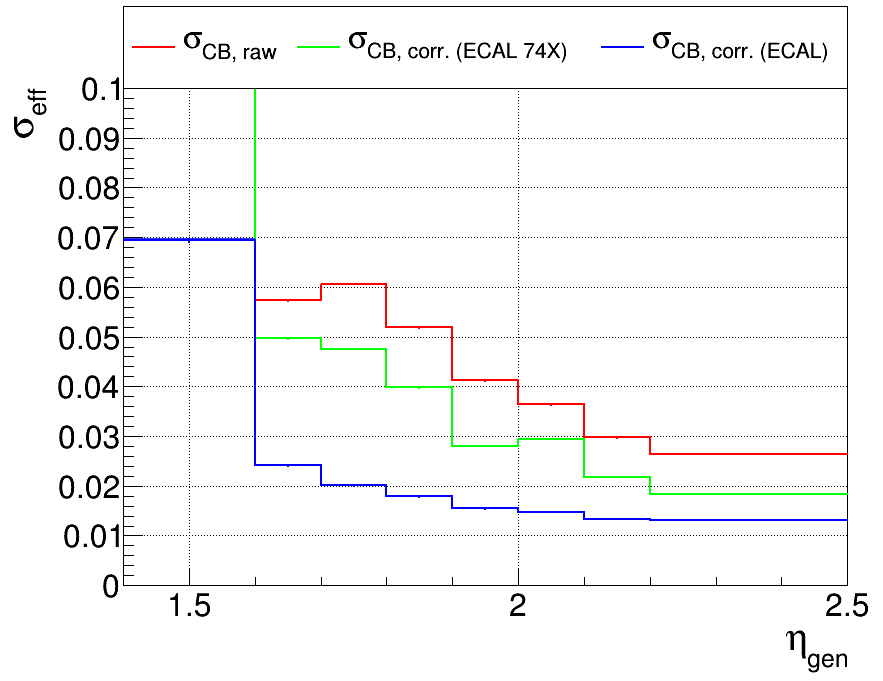 σCB, raw σCB, corr. (ECAL 74X) σCB, corr. (ECAL)
σeff
0.1
0.09
0.08
0.07
0.06
0.05
0.04
0.03
0.02
0.01
0
1.5 2 2.5
ηgen